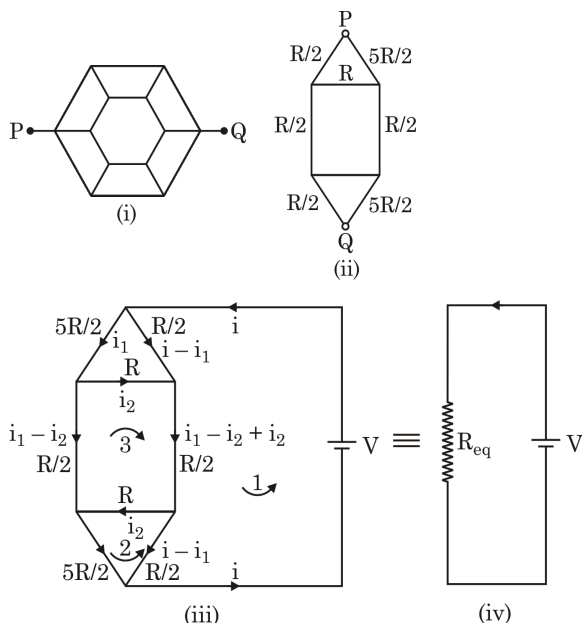 P
Q
(i)
P
R/2
5R/2
R
R/2
R/2
R/2
5R/2
Q
(ii)
5R/2
R/2
i
i₁
i – i₁
R
i₂
i₁ – i₂
3
i₁ – i₂ + i₂
R/2
R/2
1
V
R
i₂
2
i – i₁
5R/2
R/2
i
(iii)
≡
R_eq
V
(iv)